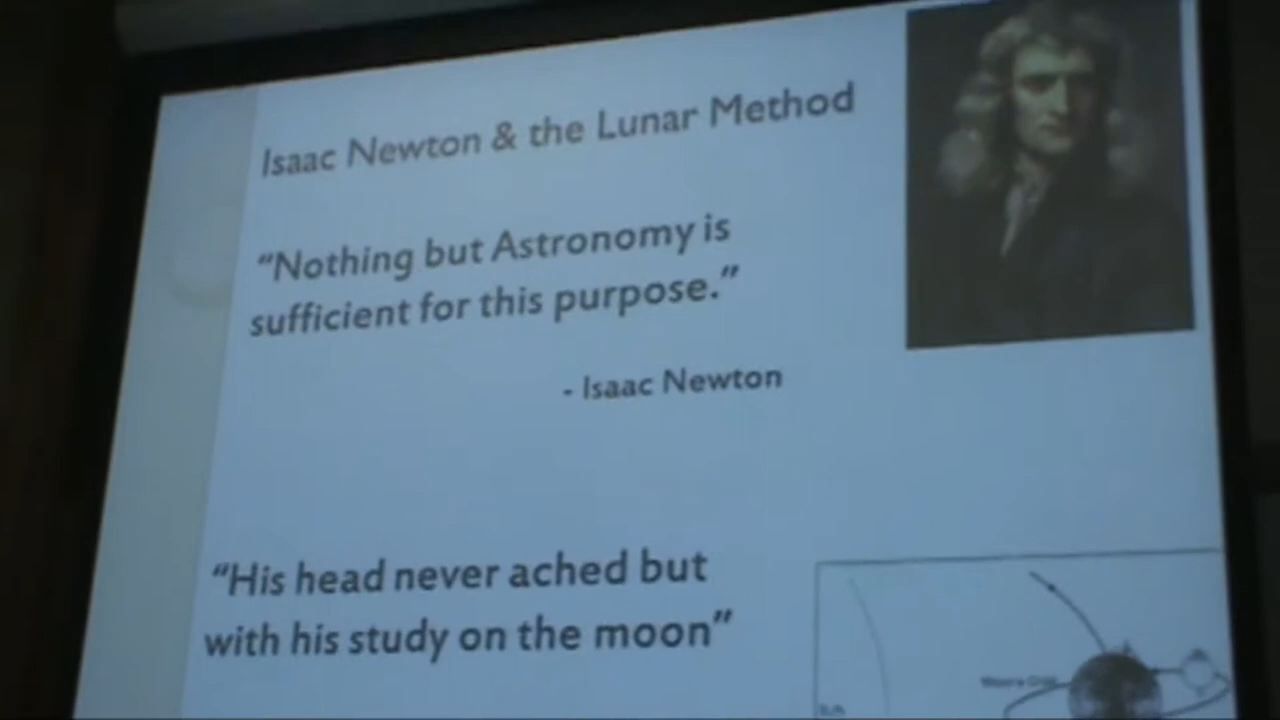 Isaac Newton & the Lunar Method
“Nothing but Astronomy is
sufficient for this purpose.”
- Isaac Newton
“His head never ached but
with his study on the moon”